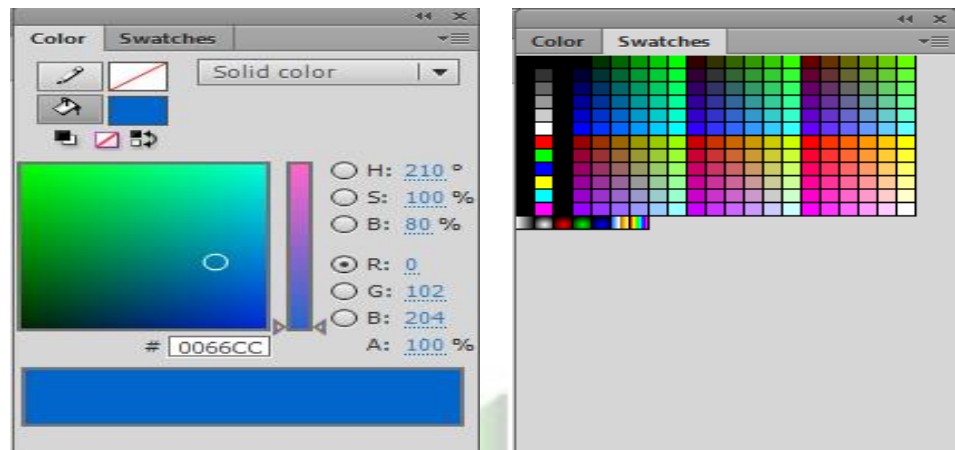 Color Swatches
Solid color
H: 210 °
S: 100 %
B: 80 %
R: 0
G: 102
B: 204
# 0066CC A: 100 %
Color Swatches